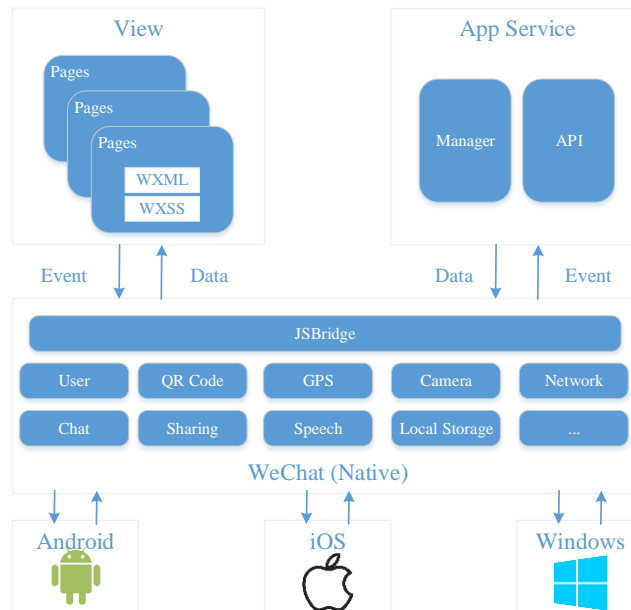 View
App Service
Pages
Pages
Pages
WXML
WXSS
Manager
API
Event
Data
Data
Event
JSBridge
User
QR Code
GPS
Camera
Network
Chat
Sharing
Speech
Local Storage
...
WeChat (Native)
Android
iOS
Windows